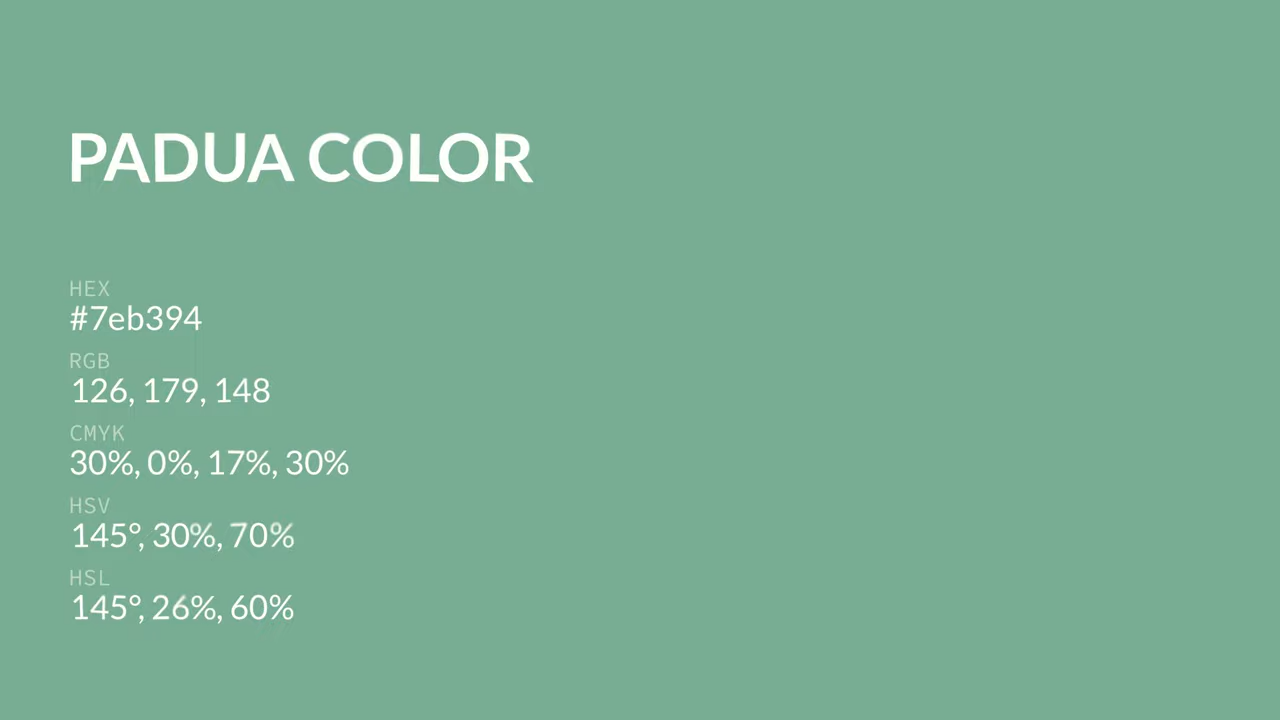 PADUA COLOR
HEX
#7eb394
RGB
126, 179, 148
CMYK
30%, 0%, 17%, 30%
HSV
145°, 30%, 70%
HSL
145°, 26%, 60%